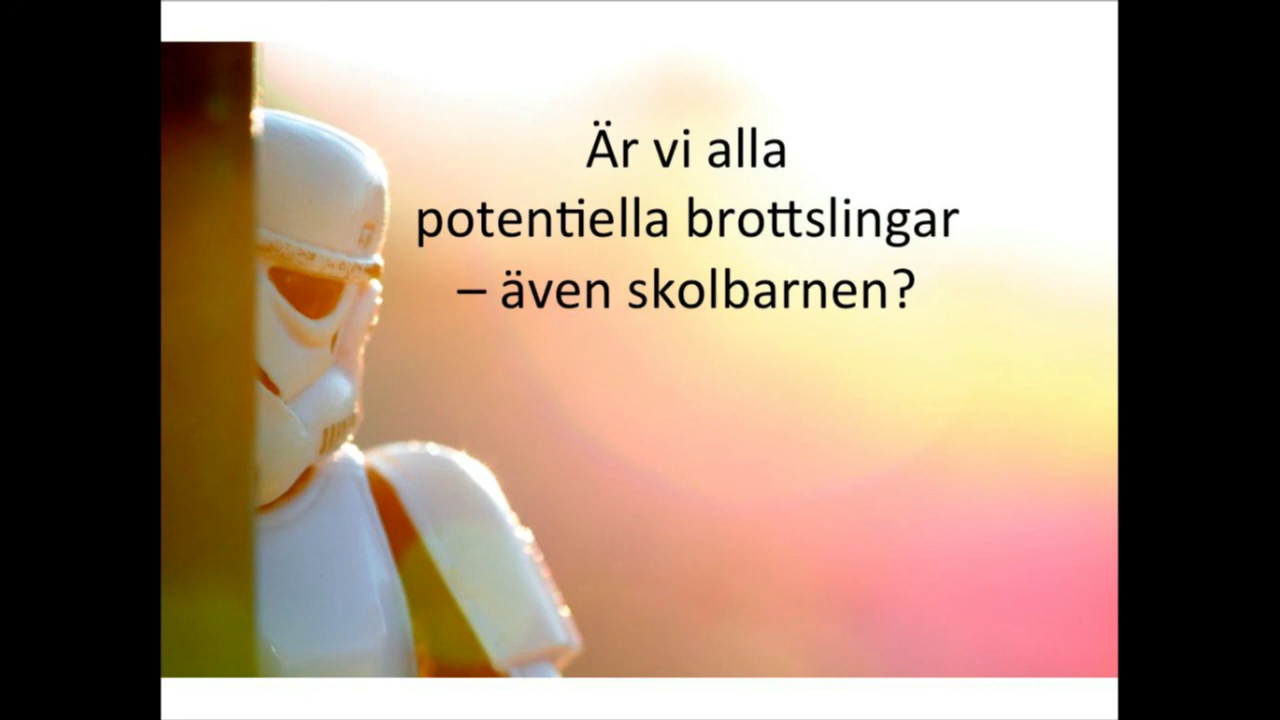 Är vi alla
potentiella brottslingar
– även skolbarnen?